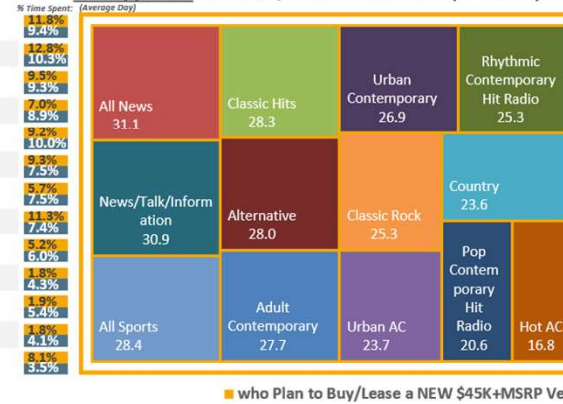 % Time Spent: (Average Day)
11.8%
9.4%
12.8%
10.3%
9.5%
9.3%
7.0%
8.9%
9.2%
10.0%
9.3%
7.5%
5.7%
7.5%
11.3%
7.4%
5.2%
6.0%
1.8%
4.3%
1.9%
5.4%
1.8%
4.1%
8.1%
3.5%
All News
31.1
Classic Hits
28.3
Urban
Contemporary
26.9
Rhythmic
Contemporary
Hit Radio
25.3
News/Talk/Inform
ation
30.9
Alternative
28.0
Classic Rock
25.3
Country
23.6
All Sports
28.4
Adult
Contemporary
27.7
Urban AC
23.7
Pop
Contem
porary
Hit
Radio
20.6
Hot AC
16.8
who Plan to Buy/Lease a NEW $45K+MSRP Ve